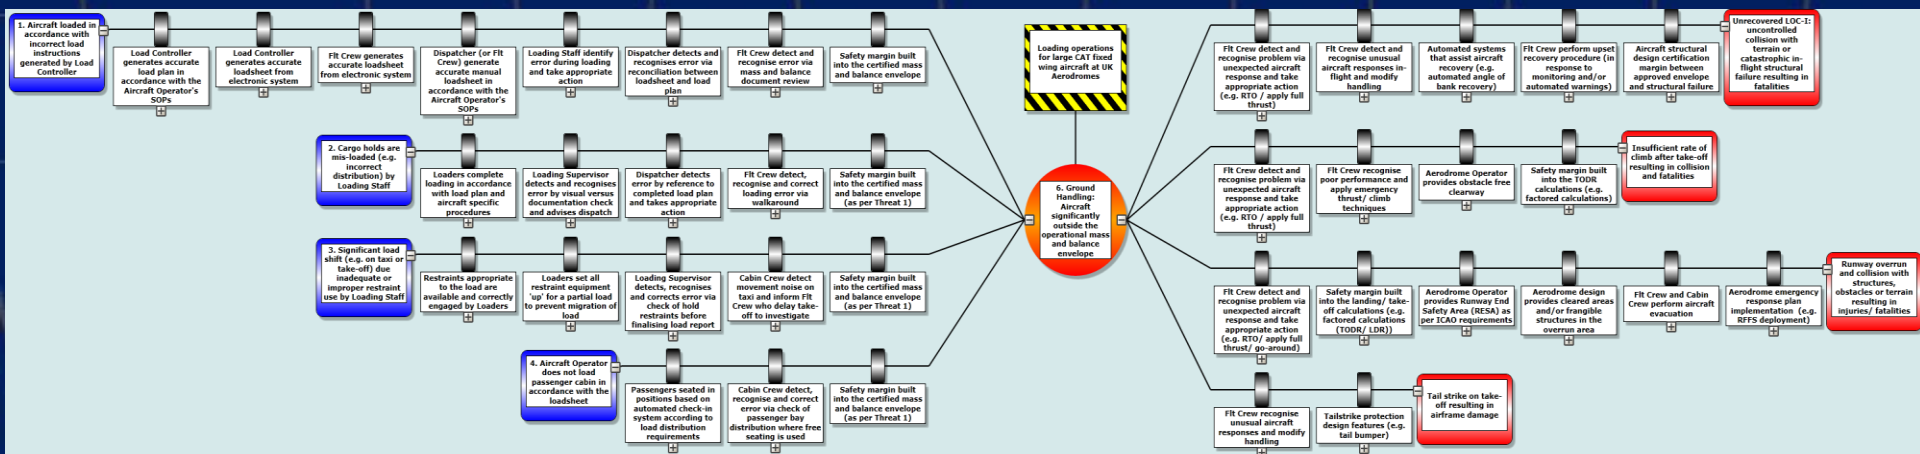 1. Aircraft loaded in
accordance with
incorrect load
instructions
generated by Load
Controller
Load Controller
generates accurate
load plan in
accordance with the
Aircraft Operator's
SOPs
Load Controller
generates accurate
loadsheet from
electronic system
Flt Crew generates
accurate loadsheet
from electronic system
Dispatcher (or Flt
Crew) generate
accurate manual
loadsheet in
accordance with the
Aircraft Operator's
SOPs
Loading Staff identify
error during loading
and take appropriate
action
Dispatcher detects and
recognises error via
reconciliation between
loadsheet and load
plan
Flt Crew detect and
recognise error via
mass and balance
document review
Safety margin built
into the certified mass
and balance envelope
2. Cargo holds are
mis-loaded (e.g.
incorrect
distribution) by
Loading Staff
Loaders complete
loading in accordance
with load plan and
aircraft specific
procedures
Loading Supervisor
detects and recognises
error by visual versus
documentation check
and advises dispatch
Dispatcher detects
error by reference to
completed load plan
and takes appropriate
action
Flt Crew detect,
recognise and correct
loading error via
walkaround
Safety margin built
into the certified mass
and balance envelope
(as per Threat 1)
3. Significant load
shift (e.g. on taxi or
take-off) due
inadequate or
improper restraint
use by Loading Staff
Restraints appropriate
to the load are
available and correctly
engaged by Loaders
Loaders set all
restraint equipment
'up' for a partial load
to prevent migration of
load
Loading Supervisor
detects, recognises
and corrects error via
check of hold
restraints before
finalising load report
Cabin Crew detect
movement noise on
taxi and inform Flt
Crew who delay take-
off to investigate
Safety margin built
into the certified mass
and balance envelope
(as per Threat 1)
4. Aircraft Operator
does not load
passenger cabin in
accordance with the
loadsheet
Passengers seated in
positions based on
automated check-in
system according to
load distribution
requirements
Cabin Crew detect,
recognise and correct
error via check of
passenger bay
distribution where free
seating is used
Safety margin built
into the certified mass
and balance envelope
(as per Threat 1)
Loading operations
for large CAT fixed
wing aircraft at UK
Aerodromes
6. Ground
Handling:
Aircraft
significantly
outside the
operational mass
and balance
envelope
Flt Crew detect and
recognise problem via
unexpected aircraft
response and take
appropriate action
(e.g. RTO / apply full
thrust)
Flt Crew detect and
recognise unusual
aircraft responses in-
flight and modify
handling
Automated systems
that assist aircraft
recovery (e.g.
automated angle of
bank recovery)
Flt Crew perform upset
recovery procedure (in
response to
monitoring and/or
automated warnings)
Aircraft structural
design certification
margin between
approved envelope
and structural failure
Unrecovered LOC-I:
uncontrolled
collision with
terrain or
catastrophic in-
flight structural
failure resulting in
fatalities
Flt Crew detect and
recognise problem via
unexpected aircraft
response and take
appropriate action
(e.g. RTO / apply full
thrust)
Flt Crew recognise
poor performance and
apply emergency
thrust/ climb
techniques
Aerodrome Operator
provides obstacle free
clearway
Safety margin built
into the TODR
calculations (e.g.
factored calculations)
Insufficient rate of
climb after take-off
resulting in collision
and fatalities
Flt Crew detect and
recognise problem via
unexpected aircraft
response and take
appropriate action
(e.g. RTO/ apply full
thrust/ go-around)
Safety margin built
into the landing/ take-
off calculations (e.g.
factored calculations
(TODR/ LDR))
Aerodrome Operator
provides Runway End
Safety Area (RESA) as
per ICAO requirements
Aerodrome design
provides cleared areas
and/or frangible
structures in the
overrun area
Flt Crew and Cabin
Crew perform aircraft
evacuation
Aerodrome emergency
response plan
implementation (e.g.
RFFS deployment)
Runway overrun
and collision with
structures,
obstacles or terrain
resulting in
injuries/ fatalities
Flt Crew recognise
unusual aircraft
responses and modify
handling
Tailstrike protection
design features (e.g.
tail bumper)
Tail strike on take-
off resulting in
airframe damage